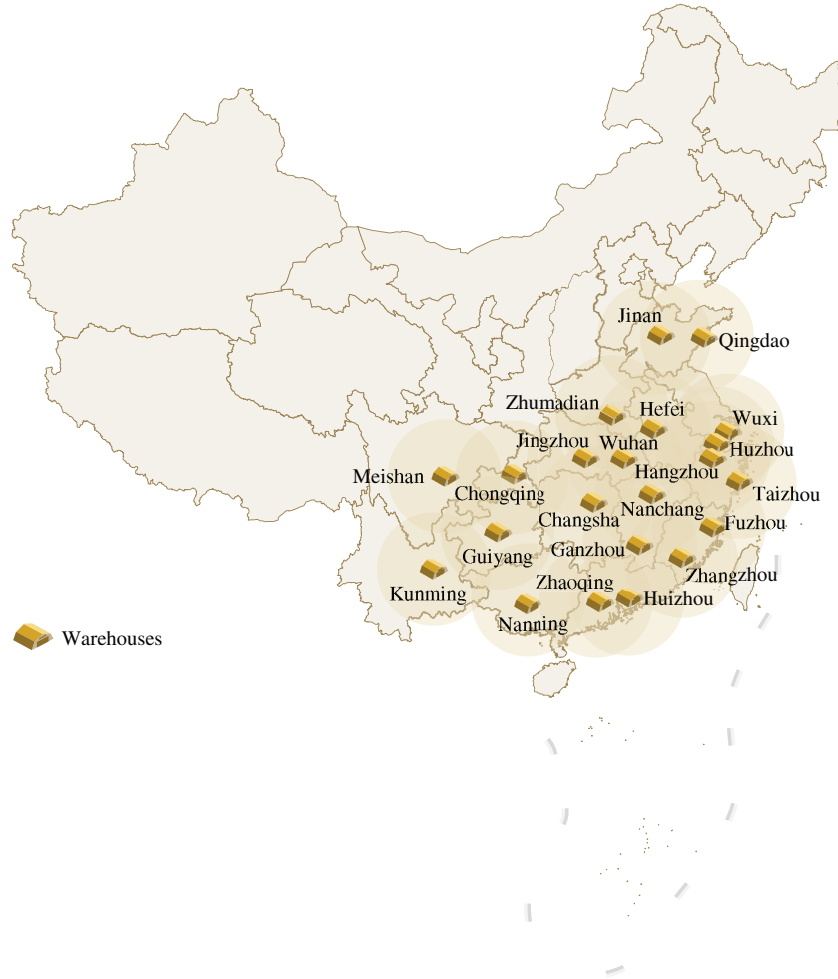 Jinan
Qingdao
Zhumadian
Hefei
Wuxi
Jingzhou
Wuhan
Huzhou
Hangzhou
Meishan
Chongqing
Taizhou
Nanchang
Changsha
Fuzhou
Guiyang
Ganzhou
Zhangzhou
Kunming
Zhaoqing
Huizhou
Nanring
Warehouses